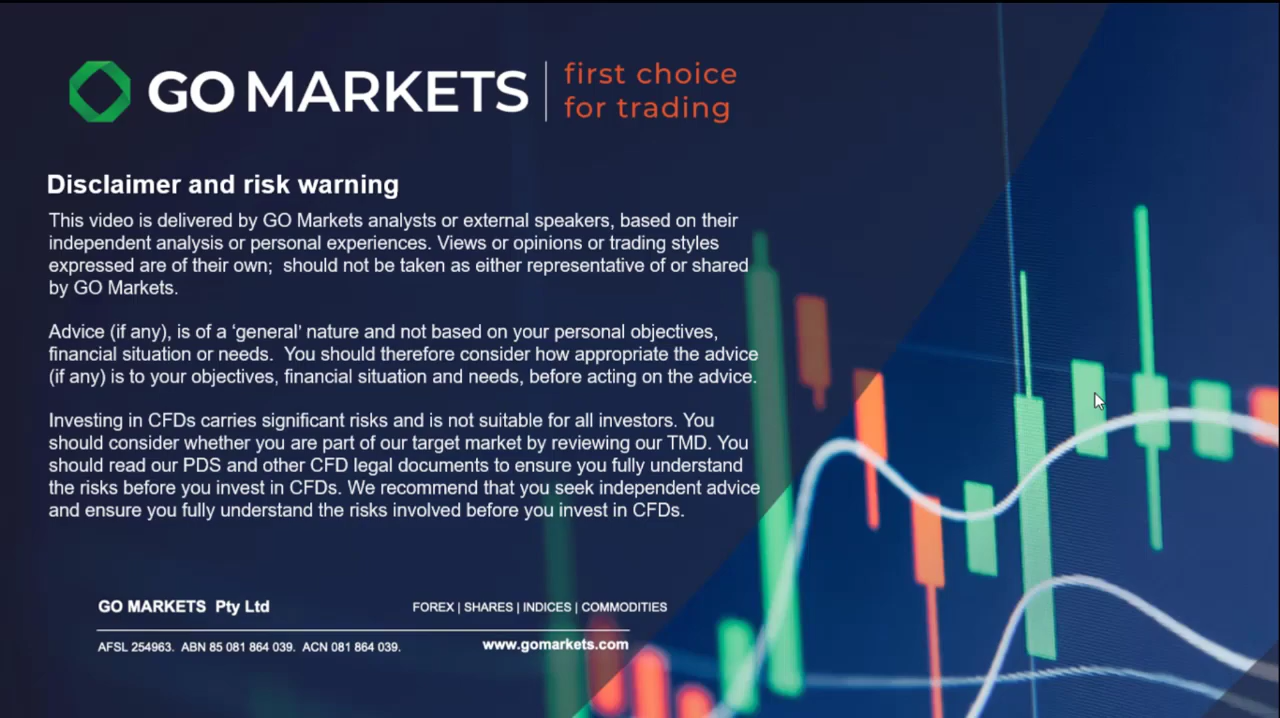 GO MARKETS
first choice
for trading
Disclaimer and risk warning
This video is delivered by GO Markets analysts or external speakers, based on their
independent analysis or personal experiences. Views or opinions or trading styles
expressed are of their own;  should not be taken as either representative of or shared
by GO Markets.
Advice (if any), is of a ‘general’ nature and not based on your personal objectives,
financial situation or needs.  You should therefore consider how appropriate the advice
(if any) is to your objectives, financial situation and needs, before acting on the advice.
Investing in CFDs carries significant risks and is not suitable for all investors. You
should consider whether you are part of our target market by reviewing our TMD. You
should read our PDS and other CFD legal documents to ensure you fully understand
the risks before you invest in CFDs. We recommend that you seek independent advice
and ensure you fully understand the risks involved before you invest in CFDs.
GO MARKETS  Pty Ltd
FOREX | SHARES | INDICES | COMMODITIES
AFSL 254963.  ABN 85 081 864 039.  ACN 081 864 039.
www.gomarkets.com